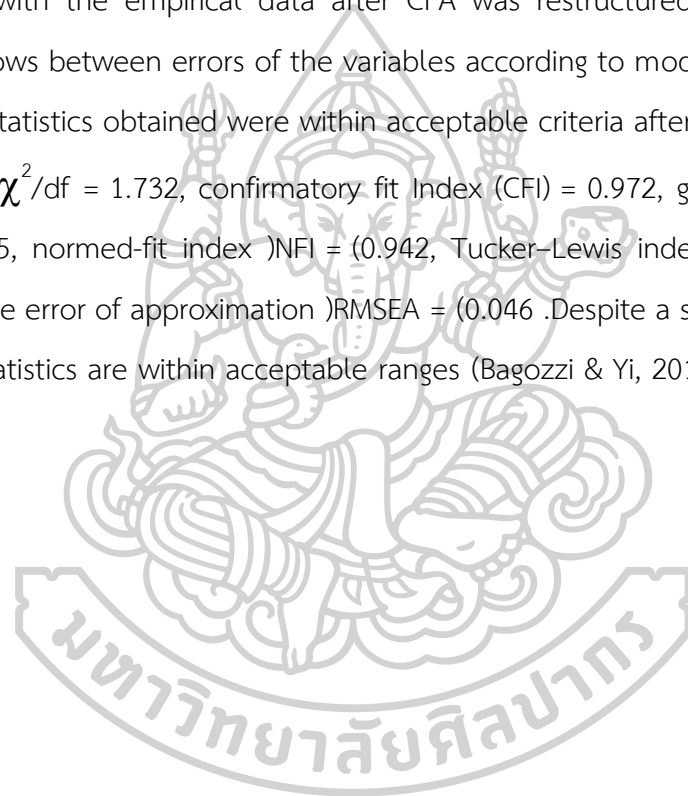 with the empirical data after CFA was restructured
ows between errors of the variables according to mod
tatistics obtained were within acceptable criteria after
χ²/df = 1.732, confirmatory fit Index (CFI) = 0.972, g
5, normed-fit index )NFI = (0.942, Tucker–Lewis inde
e error of approximation )RMSEA = (0.046 .Despite a s
atistics are within acceptable ranges (Bagozzi & Yi, 201
มหาวิทยาลัยศิลปากร